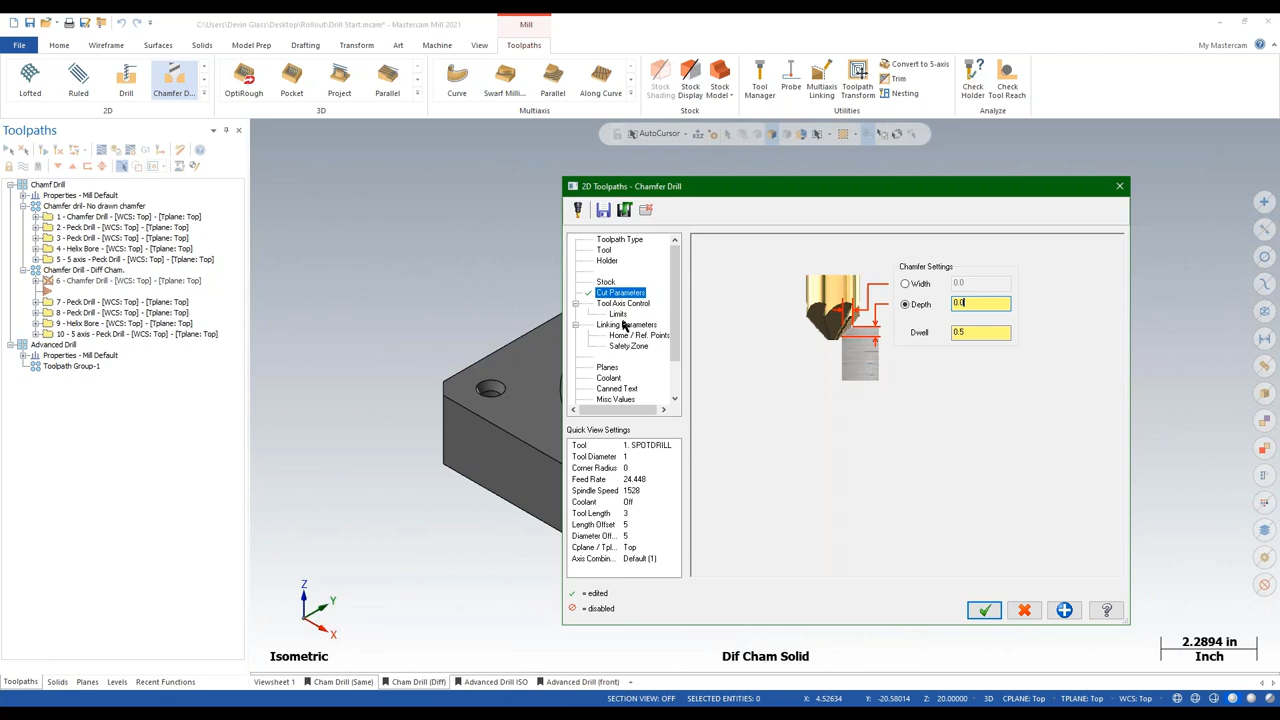 C:\Users\Devin Glass\Desktop\Rollout\Drill Start.mcam* - Mastercam Mill 2021
Mill
File Home Wireframe Surfaces Solids Model Prep Drafting Transform Art Machine View Toolpaths
My Mastercam
Lofted Ruled Drill Chamfer D...
2D
OptiRough Pocket Project Parallel
3D
Curve Swarf Milli... Parallel Along Curve
Multiaxis
Stock Shading Stock Display Stock Model
Stock
Tool Manager Probe Multiaxis Linking Toolpath Transform
Convert to 5-axis
Trim
Nesting
Utilities
Check Holder Check Tool Reach
Analyze
Toolpaths
AutoCursor
Chamf Drill
Properties - Mill Default
Chamfer dril- No drawn chamfer
1 - Chamfer Drill - [WCS: Top] - [Tplane: Top]
2 - Peck Drill - [WCS: Top] - [Tplane: Top]
3 - Peck Drill - [WCS: Top] - [Tplane: Top]
4 - Helix Bore - [WCS: Top] - [Tplane: Top]
5 - 5 axis - Peck Drill - [WCS: Top] - [Tplane: Top]
Chamfer Drill - Diff Cham.
6 - Chamfer Drill - [WCS: Top] - [Tplane: Top]
7 - Peck Drill - [WCS: Top] - [Tplane: Top]
8 - Peck Drill - [WCS: Top] - [Tplane: Top]
9 - Helix Bore - [WCS: Top] - [Tplane: Top]
10 - 5 axis - Peck Drill - [WCS: Top] - [Tplane: Top]
Advanced Drill
Properties - Mill Default
Toolpath Group-1
2D Toolpaths - Chamfer Drill
Toolpath Type
Tool
Holder
Stock
Cut Parameters
Tool Axis Control
Limits
Linking Parameters
Home / Ref. Points
Safety Zone
Planes
Coolant
Canned Text
Misc Values
Chamfer Settings
Width 0.0
Depth 0.0
Dwell 0.5
Quick View Settings
Tool 1. SPOTDRILL
Tool Diameter 1
Corner Radius 0
Feed Rate 24.448
Spindle Speed 1528
Coolant Off
Tool Length 3
Length Offset 5
Diameter Off... 5
Cplane / Tpl... Top
Axis Combin... Default (1)
= edited
= disabled
Z
Y
X
Isometric
Dif Cham Solid
2.2894 in
Inch
Toolpaths Solids Planes Levels Recent Functions
Viewsheet 1 Cham Drill (Same) Cham Drill (Diff) Advanced Drill ISO Advanced Drill (front) +
SECTION VIEW: OFF SELECTED ENTITIES: 0 X: 4.52634 Y: -20.58014 Z: 20.00000 3D CPLANE: TOP TPLANE: TOP WCS: TOP